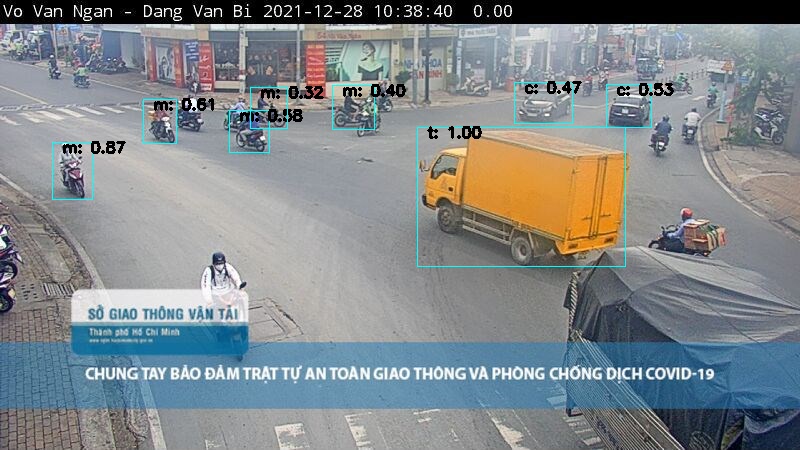 Vo Van Ngan - Dang Van Bi 2021-12-28 10:38:40 0.00
m: 0.32
m: 0.40
c: 0.47
c: 0.53
m: 0.61
m: 0.58
t: 1.00
m: 0.87
SỞ GIAO THÔNG VẬN TẢI
Thành phố Hồ Chí Minh
CHUNG TAY BẢO ĐẢM TRẬT TỰ AN TOÀN GIAO THÔNG VÀ PHÒNG CHỐNG DỊCH COVID-19